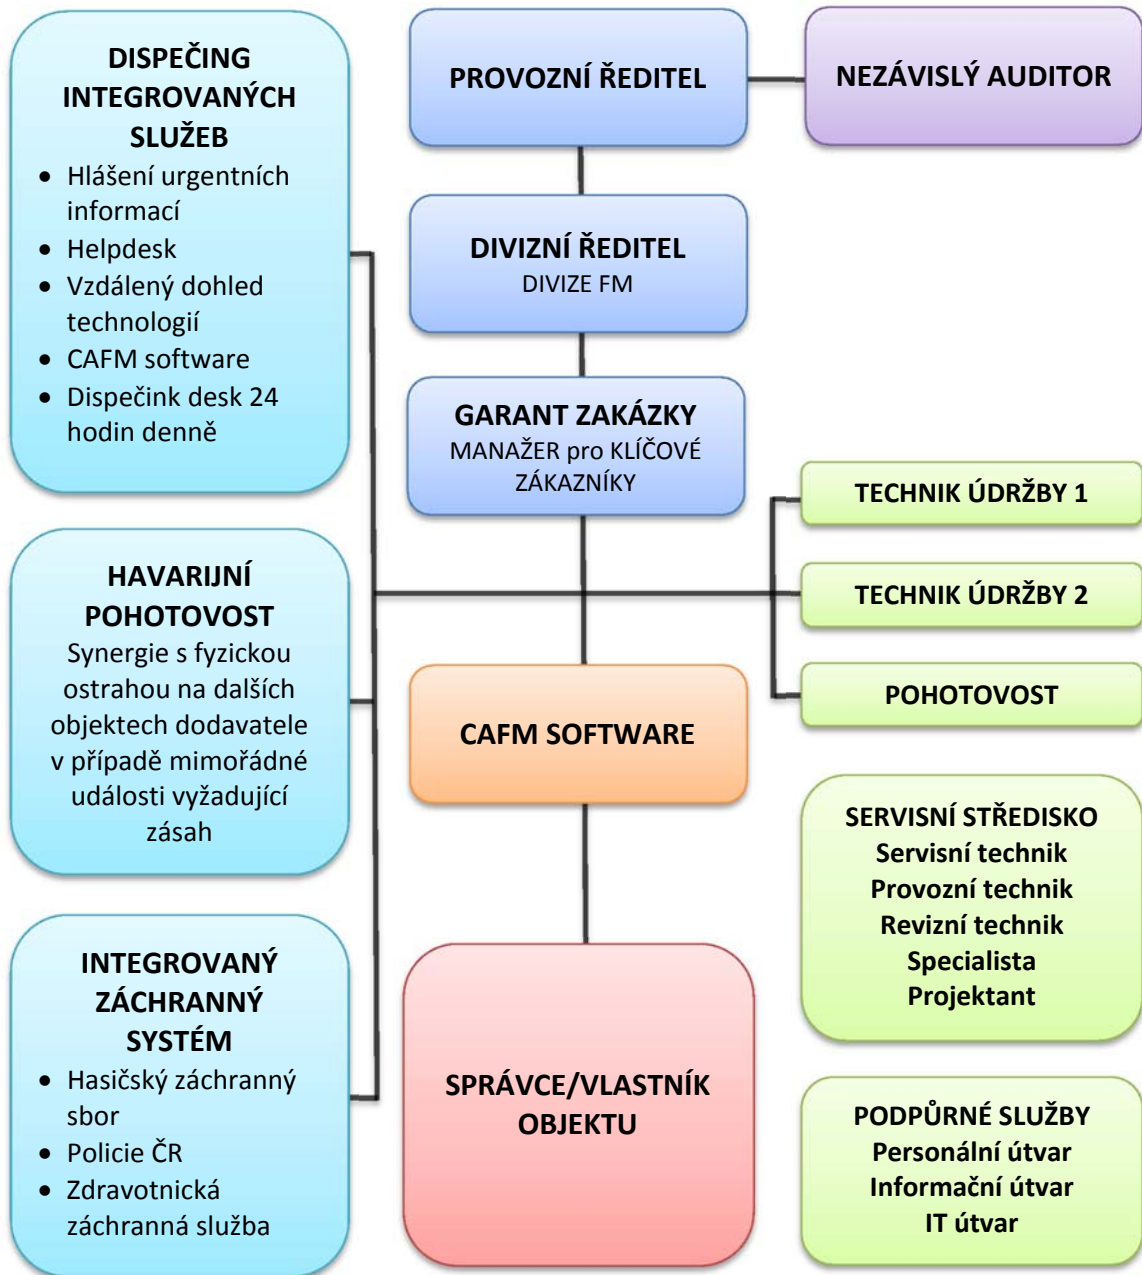 DISPEČING
INTEGROVANÝCH
SLUŽEB
• Hlášení urgentních
informací
• Helpdesk
• Vzdálený dohled
technologií
• CAFM software
• Dispečink desk 24
hodin denně
HAVARIJNÍ
POHOTOVOST
Synergie s fyzickou
ostrahou na dalších
objektech dodavatele
v případě mimořádné
události vyžadující
zásah
INTEGROVANÝ
ZÁCHRANNÝ
SYSTÉM
• Hasičský záchranný
sbor
• Policie ČR
• Zdravotnická
záchranná služba
PROVOZNÍ ŘEDITEL
NEZÁVISLÝ AUDITOR
DIVIZNÍ ŘEDITEL
DIVIZE FM
GARANT ZAKÁZKY
MANAŽER pro KLÍČOVÉ
ZÁKAZNÍKY
CAFM SOFTWARE
SPRÁVCE/VLASTNÍK
OBJEKTU
TECHNIK ÚDRŽBY 1
TECHNIK ÚDRŽBY 2
POHOTOVOST
SERVISNÍ STŘEDISKO
Servisní technik
Provozní technik
Revizní technik
Specialista
Projektant
PODPŮRNÉ SLUŽBY
Personální útvar
Informační útvar
IT útvar